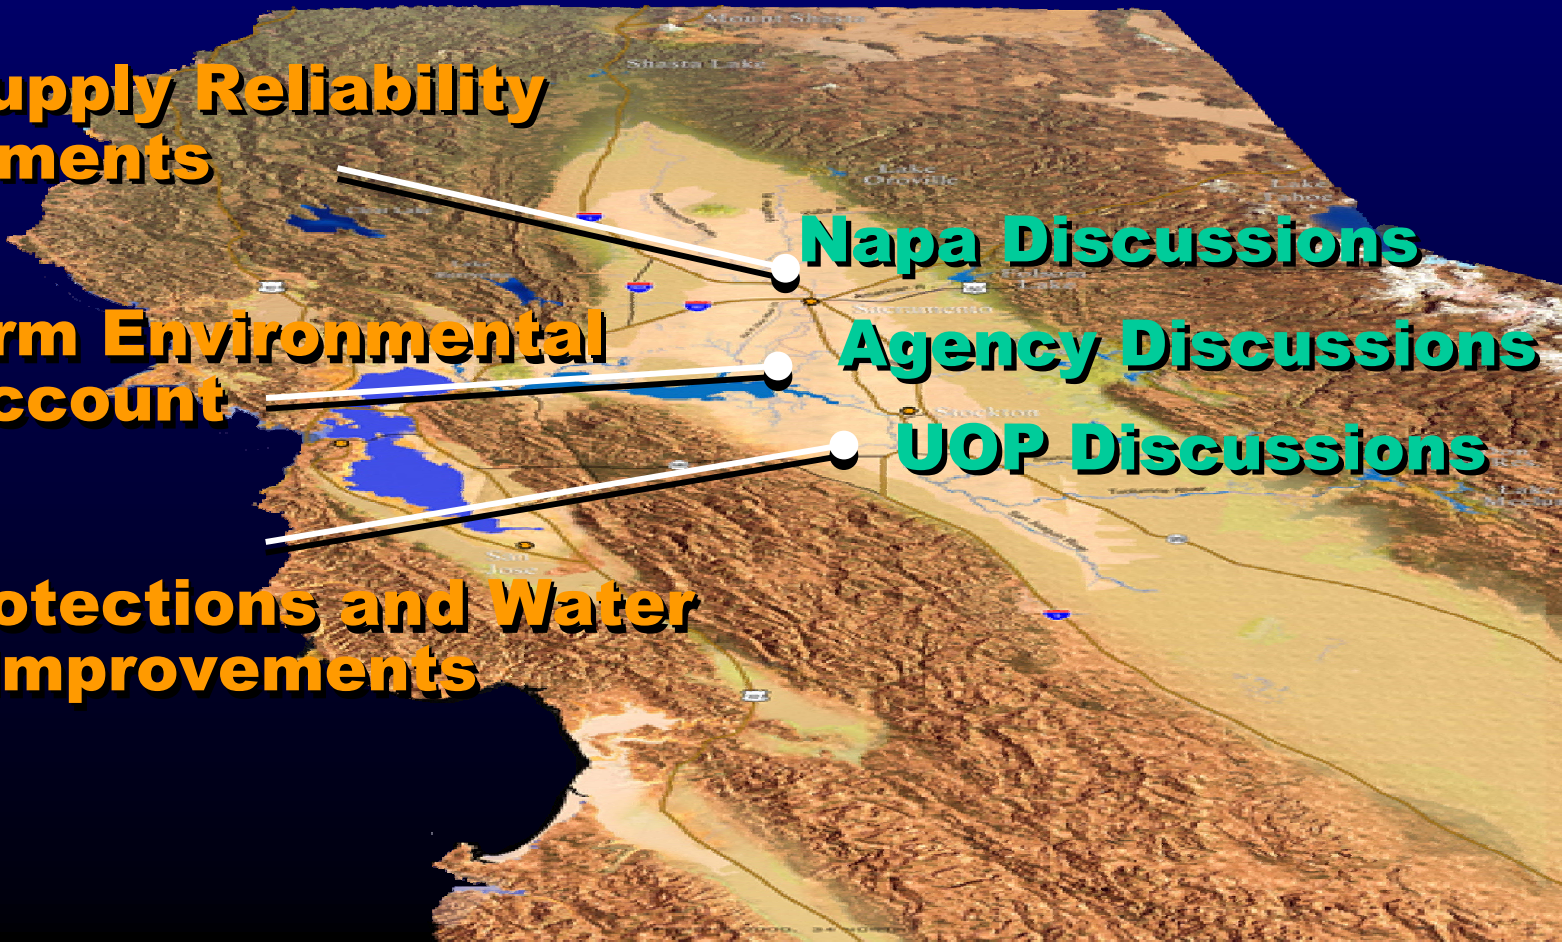 upply Reliability
ments
Napa Discussions
rm Environmental
ccount
Agency Discussions
UOP Discussions
otections and Water
mprovements
Mount Shasta
Shasta Lake
Lake
Oroville
Lake
Tahoe
Folsom
Lake
Sacramento
Stockton
San
Jose